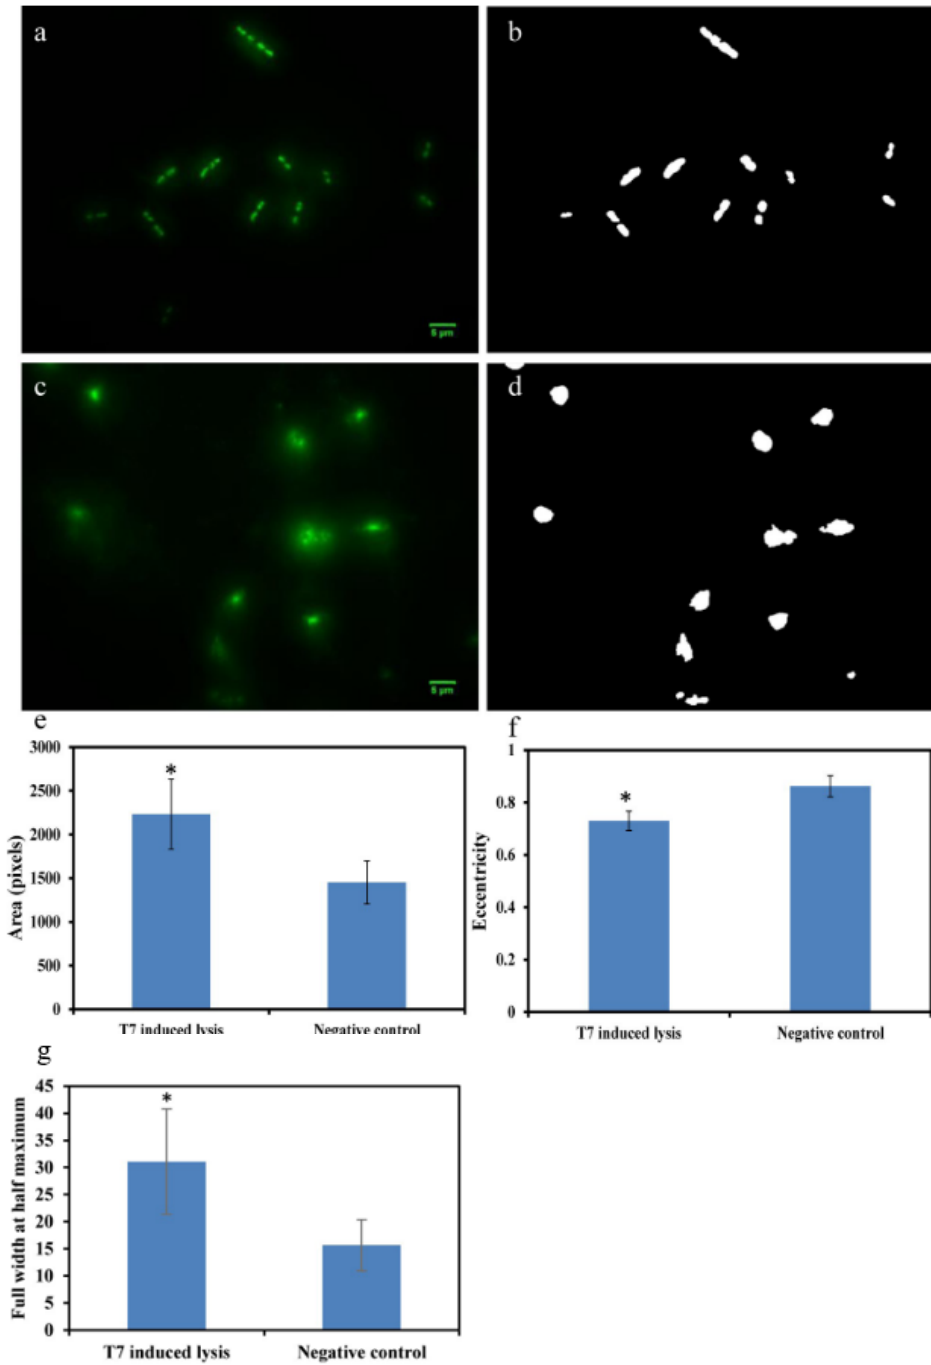 a
b
5 µm
c
d
5 µm
e
3000
2500
2000
1500
1000
500
0
Area (pixels)
*
T7 induced lysis
Negative control
f
1
0.8
0.6
0.4
0.2
0
Eccentricity
*
T7 induced lysis
Negative control
g
45
40
35
30
25
20
15
10
5
0
Full width at half maximum
*
T7 induced lysis
Negative control